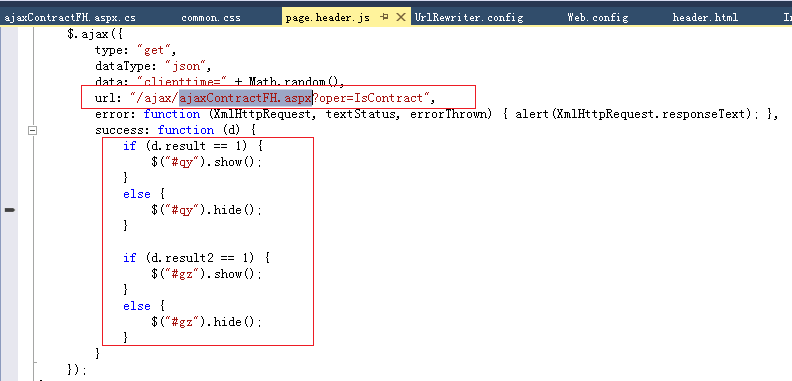 ajaxContractFH.aspx.cs common.css page.header.js UrlRewriter.config Web.config header.html In
$.ajax({
type: "get",
dataType: "json",
data: "clienttime=" + Math.random(),
url: "/ajax/ajaxContractFH.aspx?oper=IsContract",
error: function (XmlHttpRequest, textStatus, errorThrown) { alert(XmlHttpRequest.responseText); },
success: function (d) {
if (d.result == 1) {
$("#qy").show();
}
else {
$("#qy").hide();
}
if (d.result2 == 1) {
$("#gz").show();
}
else {
$("#gz").hide();
}
}
});